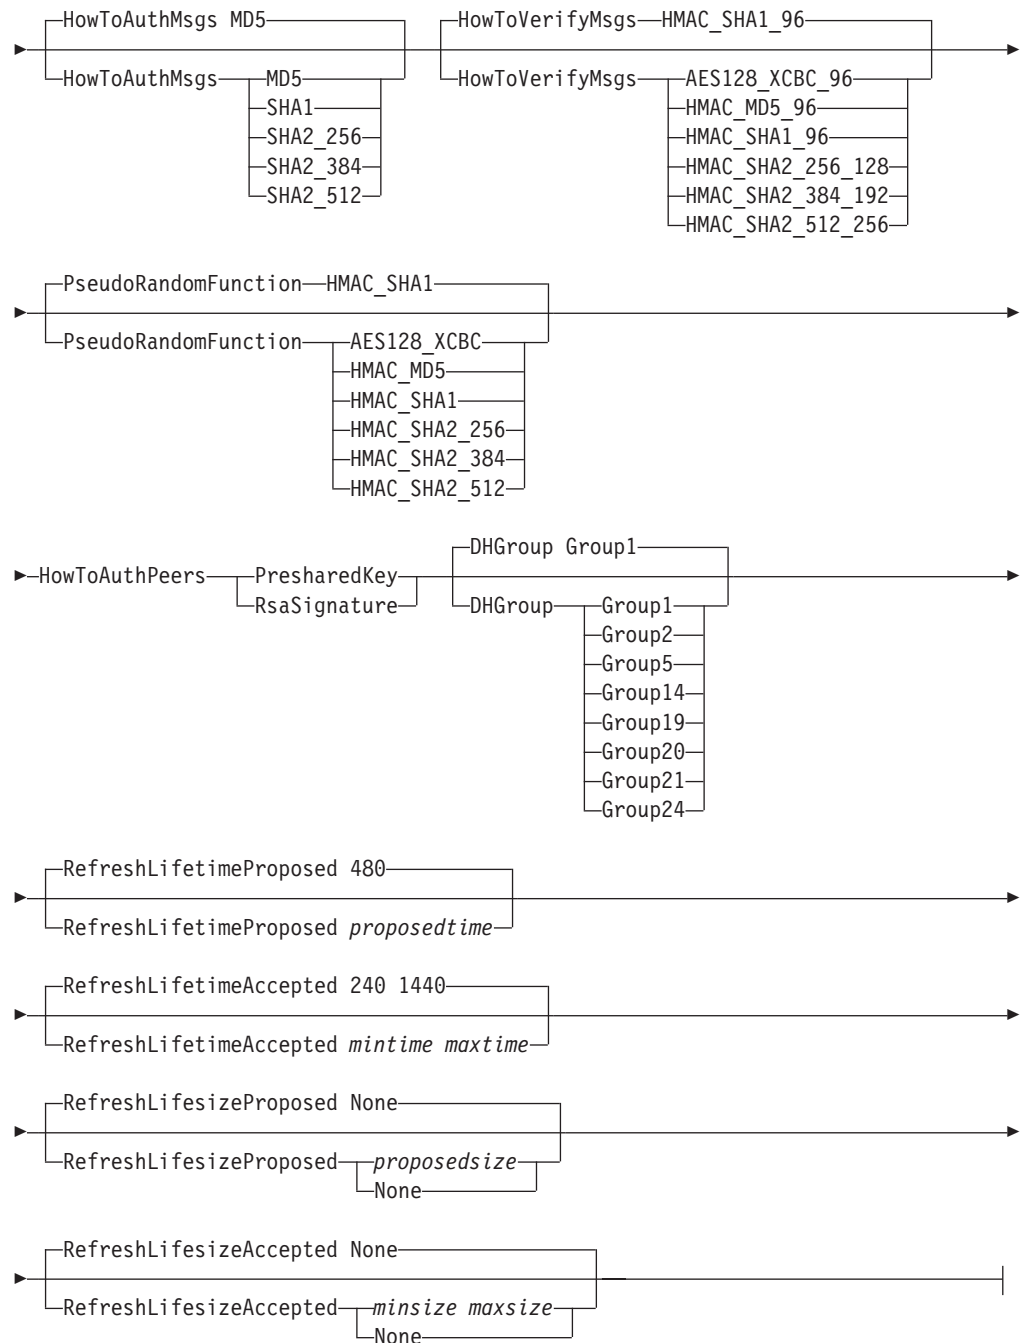 HowToAuthMsgs MD5 HowToVerifyMsgs HMAC_SHA1_96
HowToAuthMsgs MD5 HowToVerifyMsgs AES128_XCBC_96
SHA1 HMAC_MD5_96
SHA2_256 HMAC_SHA1_96
SHA2_384 HMAC_SHA2_256_128
SHA2_512 HMAC_SHA2_384_192
HMAC_SHA2_512_256
PseudoRandomFunction HMAC_SHA1
PseudoRandomFunction AES128_XCBC
HMAC_MD5
HMAC_SHA1
HMAC_SHA2_256
HMAC_SHA2_384
HMAC_SHA2_512
DHGroup Group1
HowToAuthPeers PresharedKey
RsaSignature DHGroup Group1
Group2
Group5
Group14
Group19
Group20
Group21
Group24
RefreshLifetimeProposed 480
RefreshLifetimeProposed proposedtime
RefreshLifetimeAccepted 240 1440
RefreshLifetimeAccepted mintime maxtime
RefreshLifesizeProposed None
RefreshLifesizeProposed proposedsize
None
RefreshLifesizeAccepted None
RefreshLifesizeAccepted minsize maxsize
None